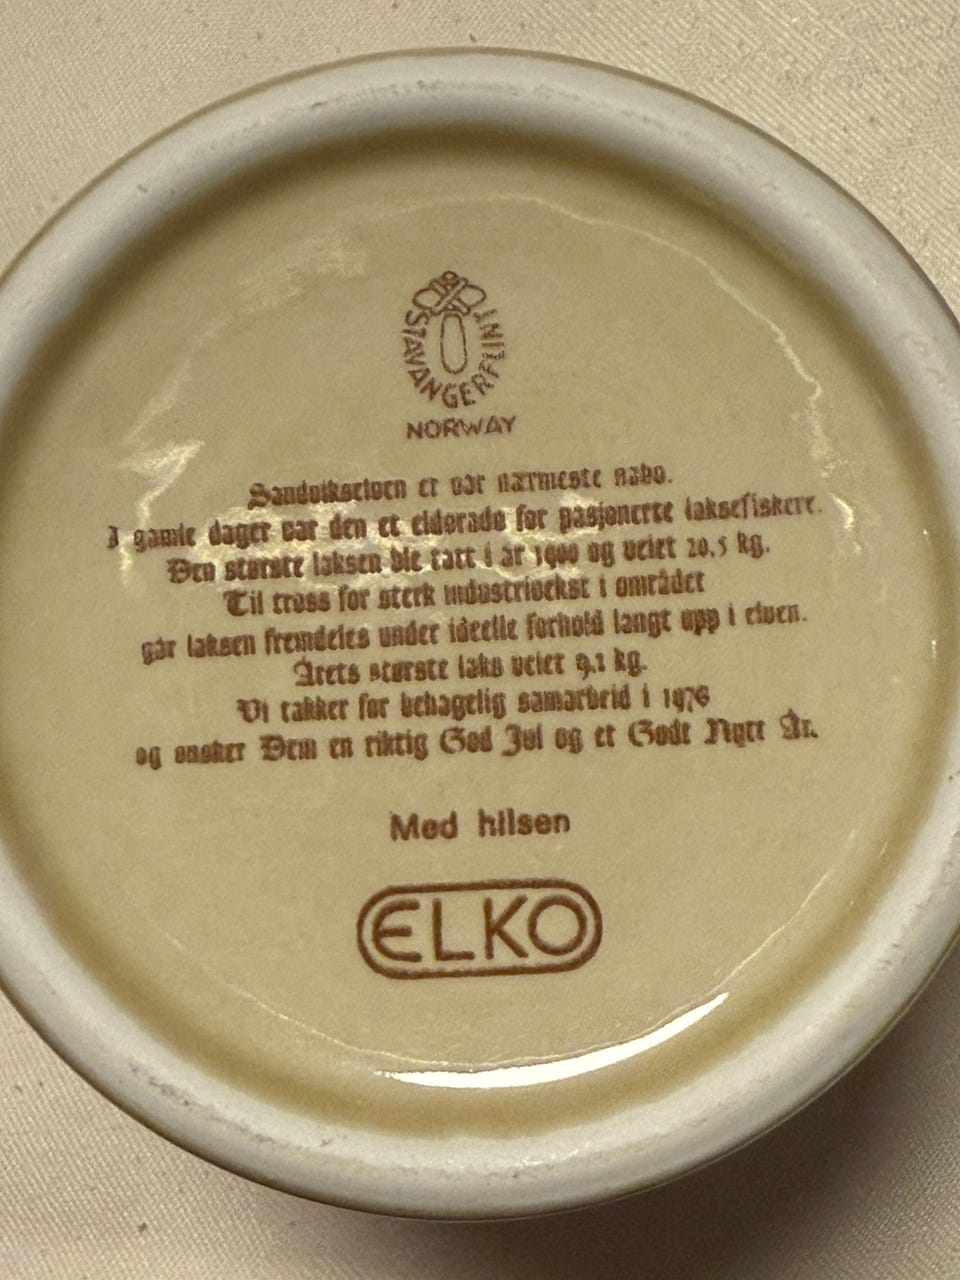 STAVANGERFLINT
NORWAY
Sandvikselven er vår nærmeste nabo.
I gamle dager var den et eldorado for pasjonerte laksefiskere.
Den største laksen ble tatt i år 1900 og veiet 20,5 kg.
Til tross for sterk industrivekst i området
går laksen fremdeles under ideelle forhold langt opp i elven.
Årets største laks veiet 9,1 kg.
Vi takker for behagelig samarbeid i 1976
og ønsker Dem en riktig God Jul og et Godt Nytt År.
Med hilsen
ELKO